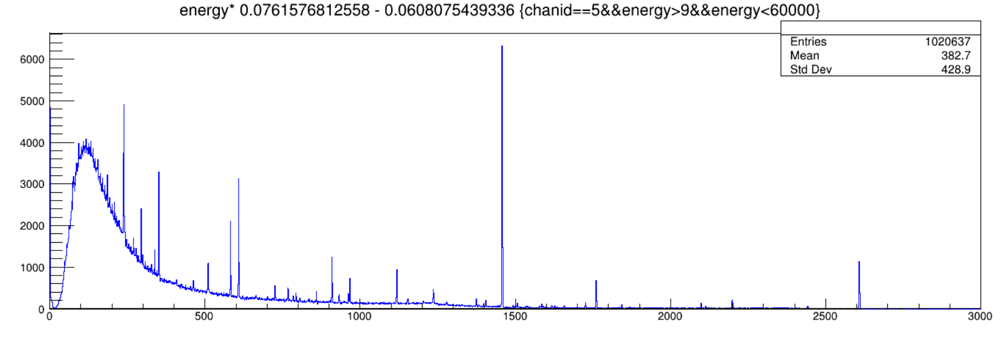 energy* 0.0761576812558 - 0.0608075439336 {chanid==5&&energy>9&&energy<60000}
Entries 1020637
Mean 382.7
Std Dev 428.9
6000
5000
4000
3000
2000
1000
0
0 500 1000 1500 2000 2500 3000